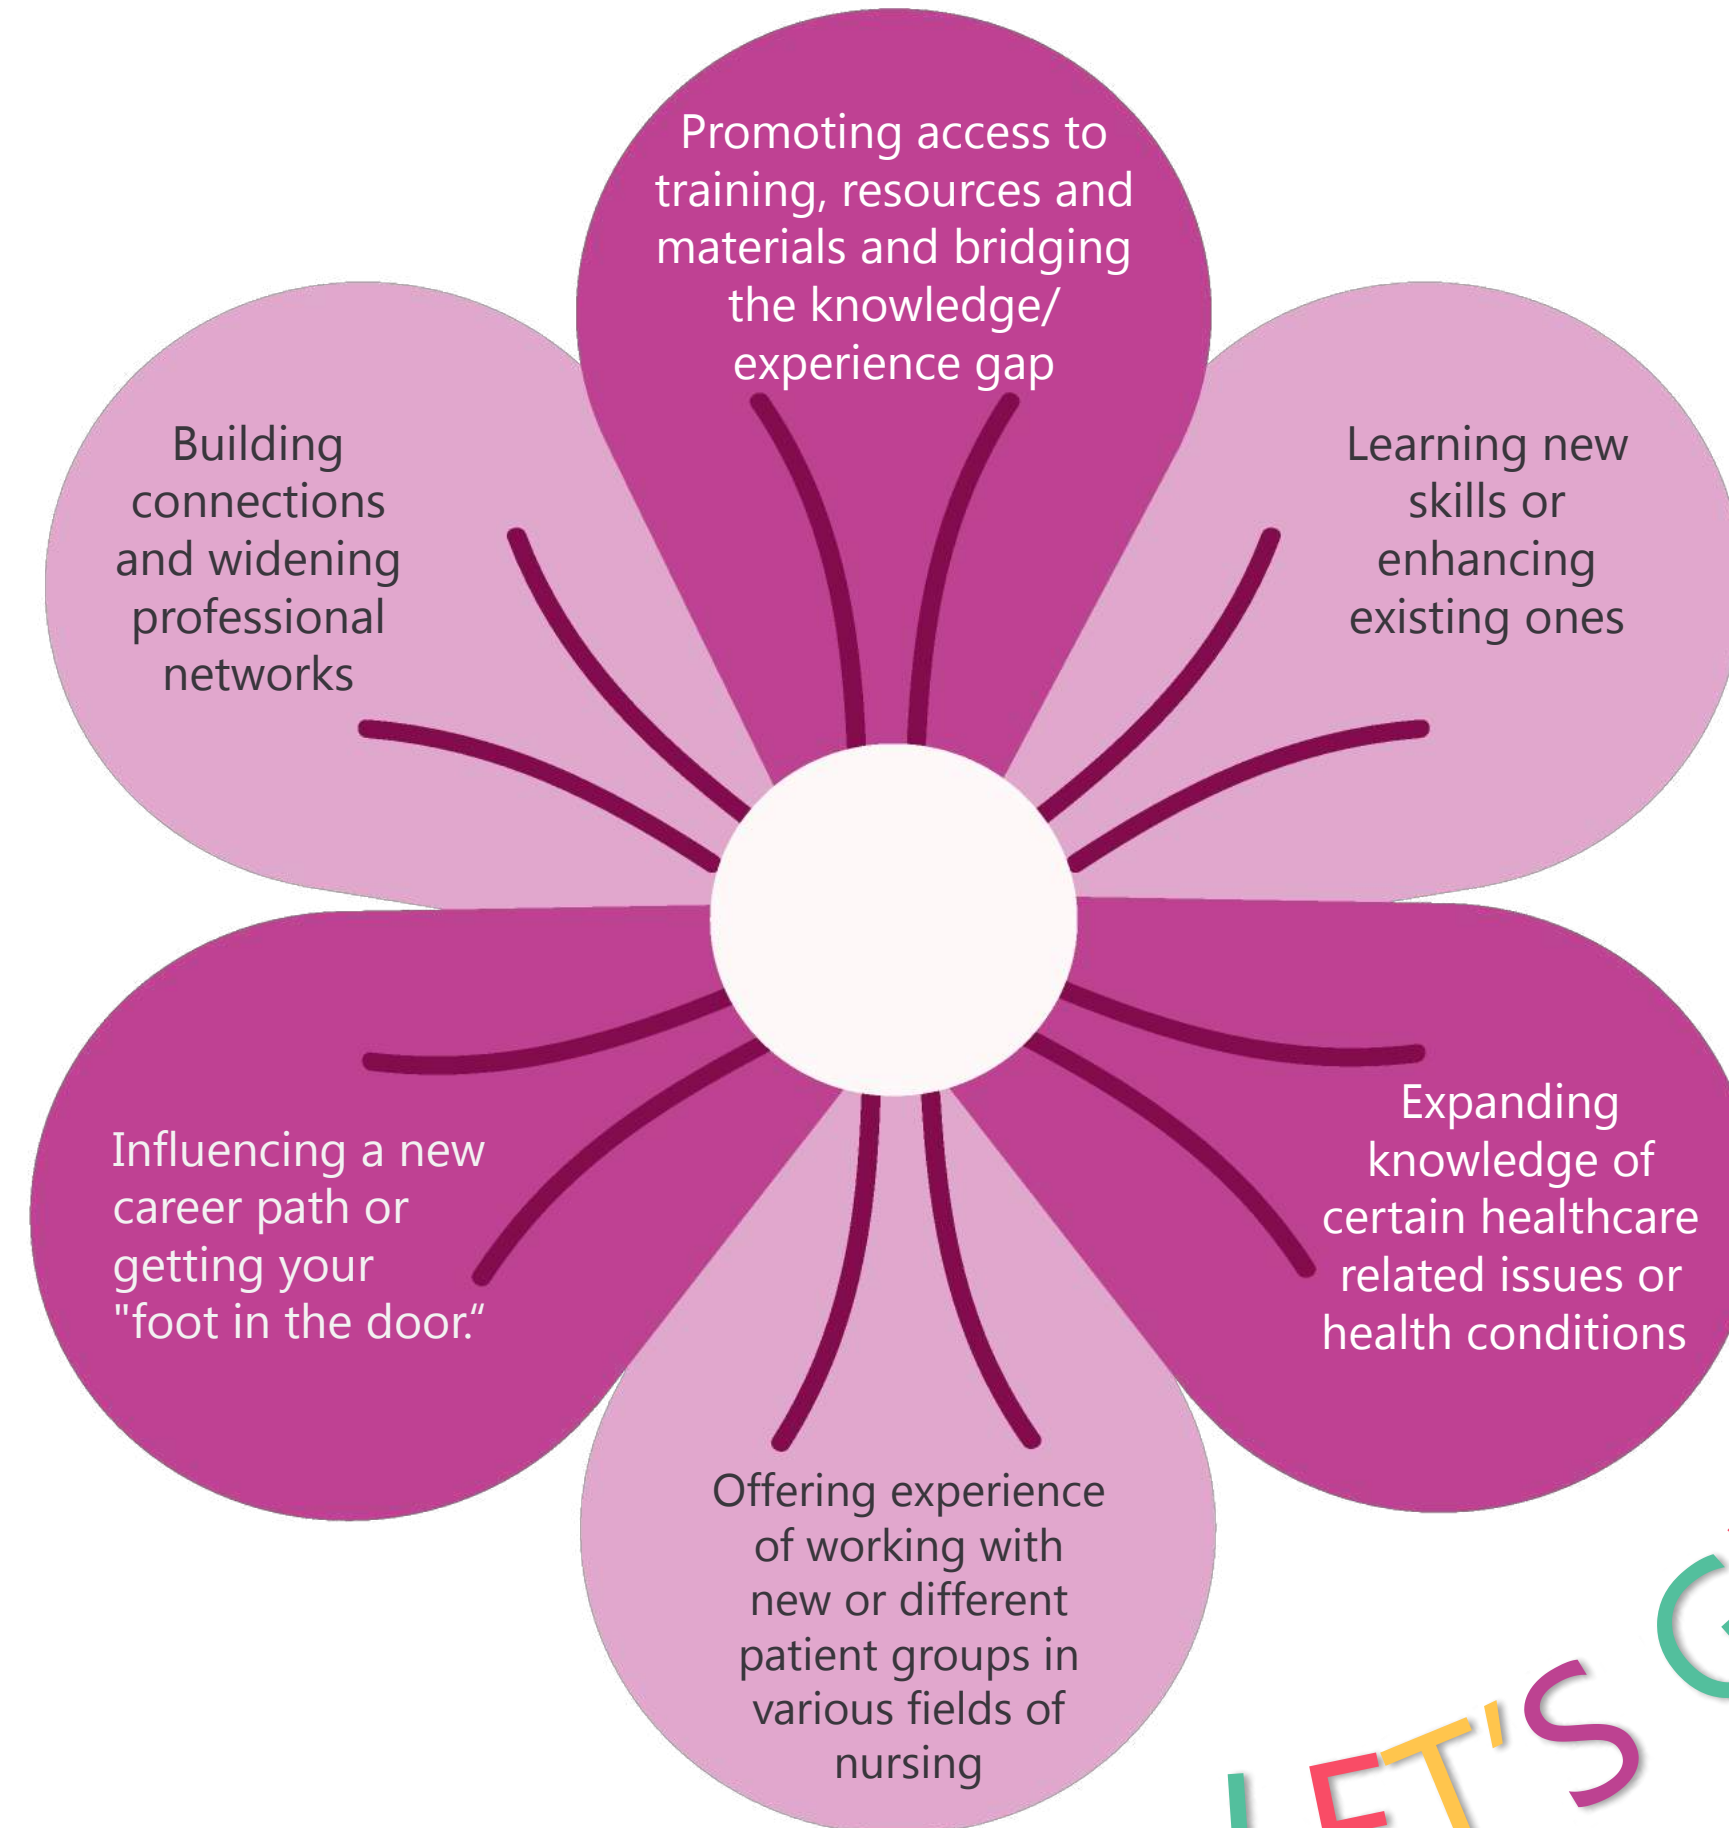 Promoting access to
training, resources and
materials and bridging
the knowledge/
experience gap
Building
connections
and widening
professional
networks
Learning new
skills or
enhancing
existing ones
Influencing a new
career path or
getting your
"foot in the door.“
Expanding
knowledge of
certain healthcare
related issues or
health conditions
Offering experience
of working with
new or different
patient groups in
various fields of
nursing
LET'S